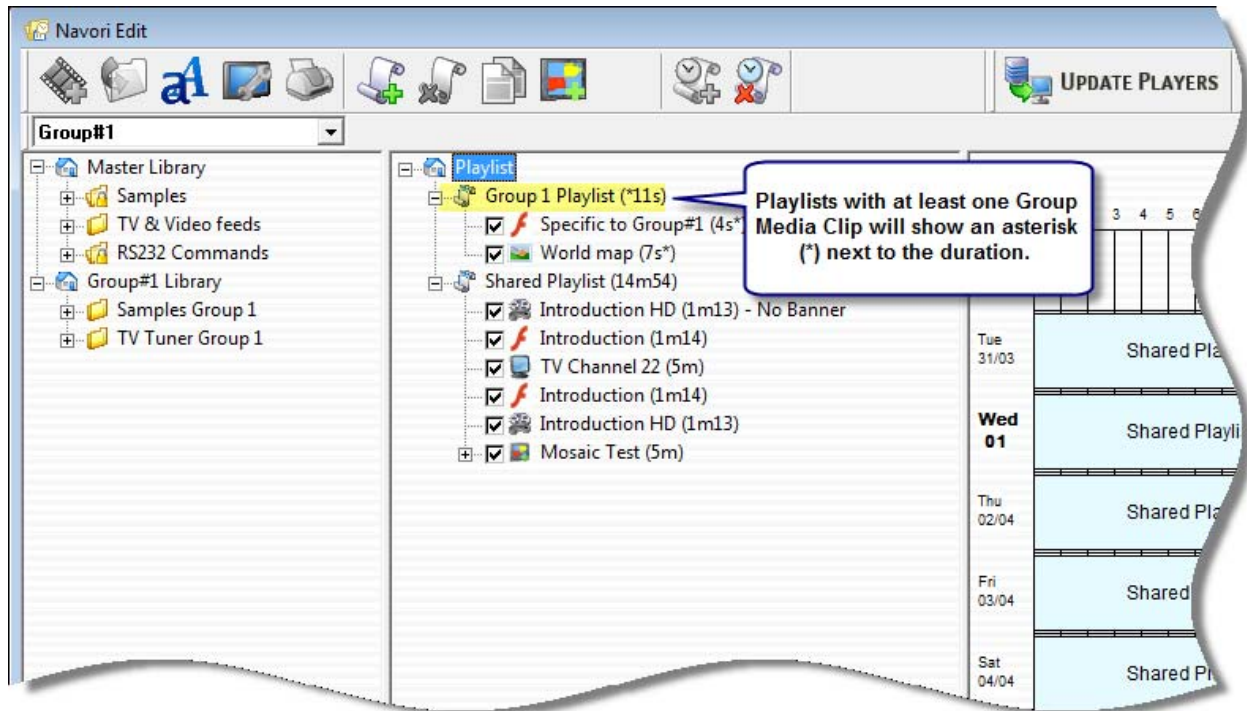 Navori Edit
aA
UPDATE PLAYERS
Group#1
Master Library
Samples
TV & Video feeds
RS232 Commands
Group#1 Library
Samples Group 1
TV Tuner Group 1
Playlist
Group 1 Playlist (*11s)
Specific to Group#1 (4s*
World map (7s*)
Shared Playlist (14m54)
Introduction HD (1m13) - No Banner
Introduction (1m14)
TV Channel 22 (5m)
Introduction (1m14)
Introduction HD (1m13)
Mosaic Test (5m)
Playlists with at least one Group
Media Clip will show an asterisk
(*) next to the duration.
3 4 5 6
Tue
31/03
Shared Pla
Wed
01
Shared Playli
Thu
02/04
Shared Pla
Fri
03/04
Shared
Sat
04/04
Shared Pl